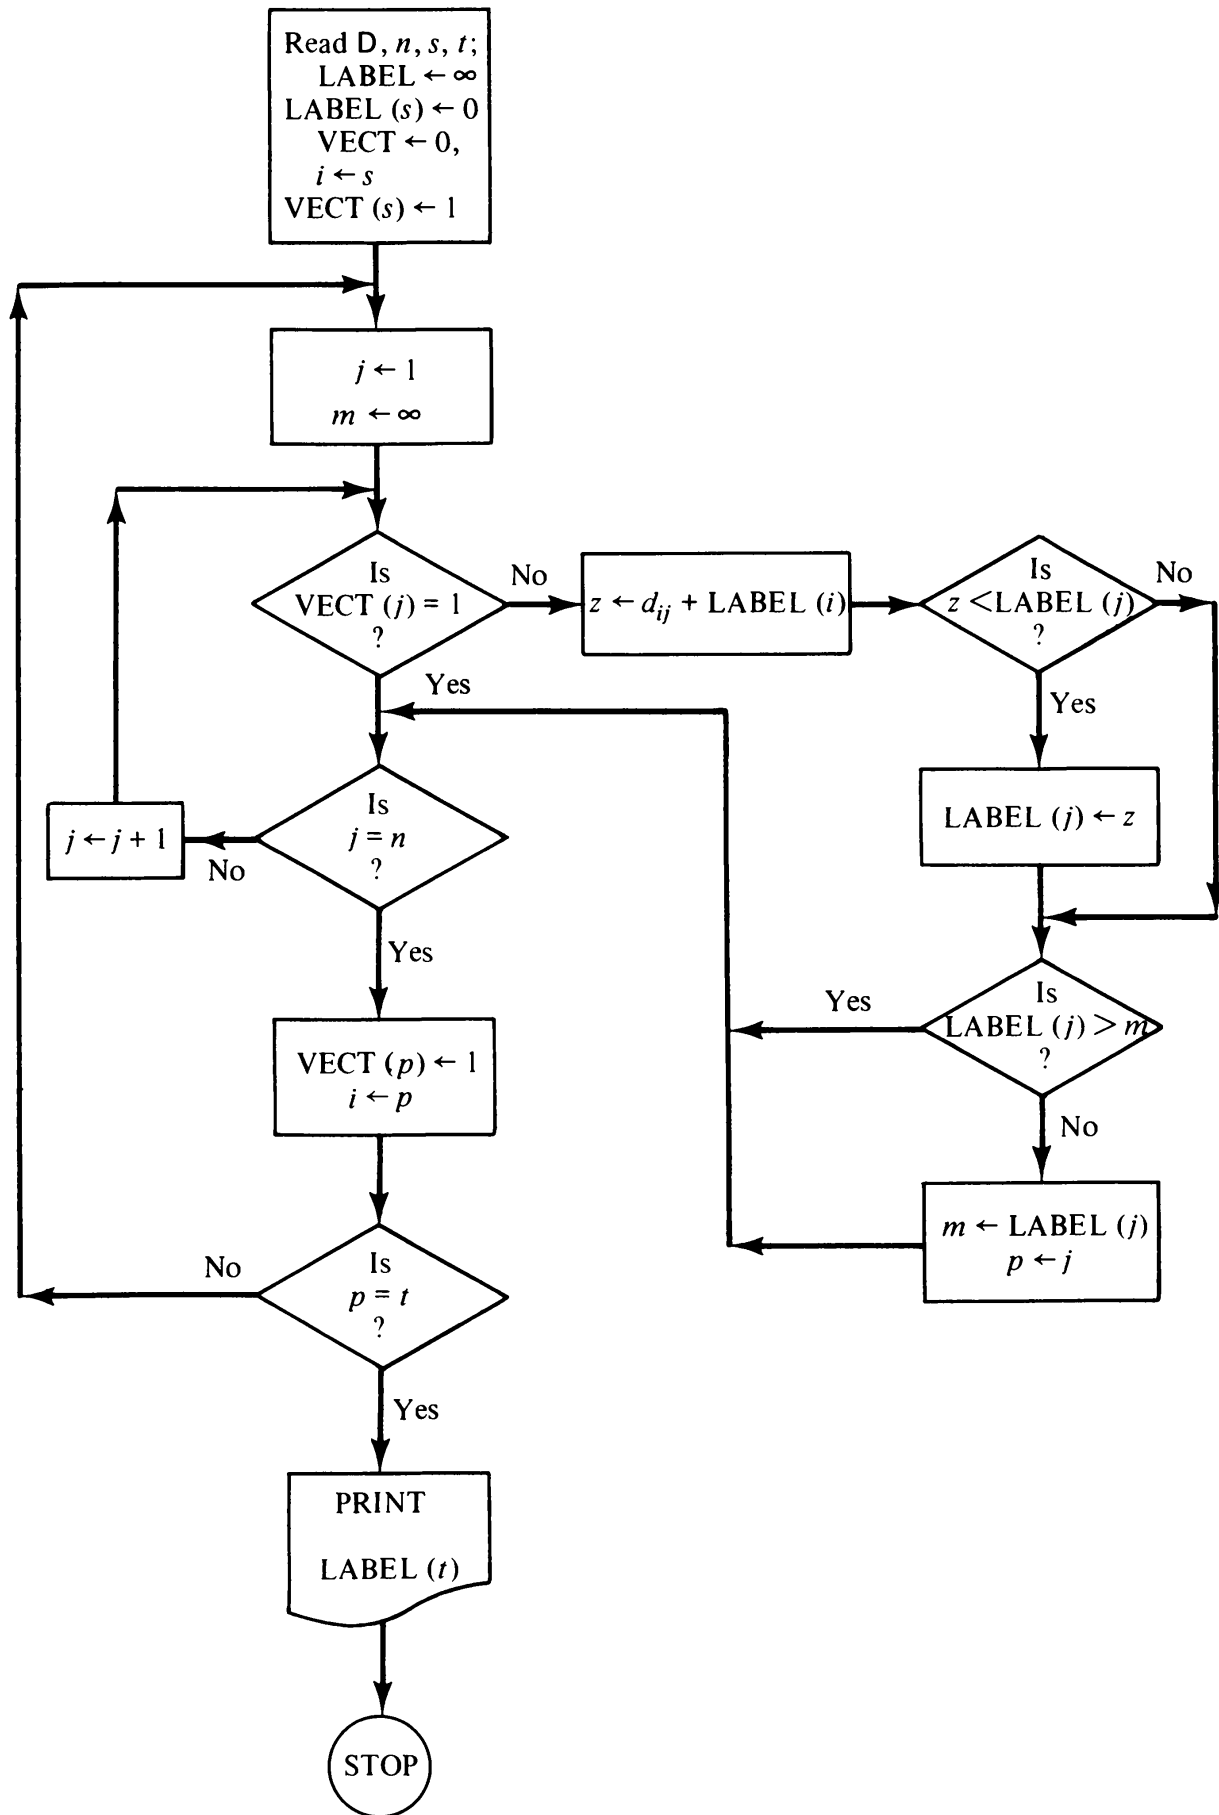 Read D, n, s, t;
LABEL ← ∞
LABEL (s) ← 0
VECT ← 0,
i ← s
VECT (s) ← 1
j ← 1
m ← ∞
Is
VECT (j) = 1
?
No
z ← d_ij + LABEL (i)
Is
z < LABEL (j)
?
No
Yes
Yes
LABEL (j) ← z
Is
j = n
?
No
j ← j + 1
Yes
Is
LABEL (j) > m
?
Yes
No
VECT (p) ← 1
i ← p
m ← LABEL (j)
p ← j
Is
p = t
?
No
Yes
PRINT
LABEL (t)
STOP